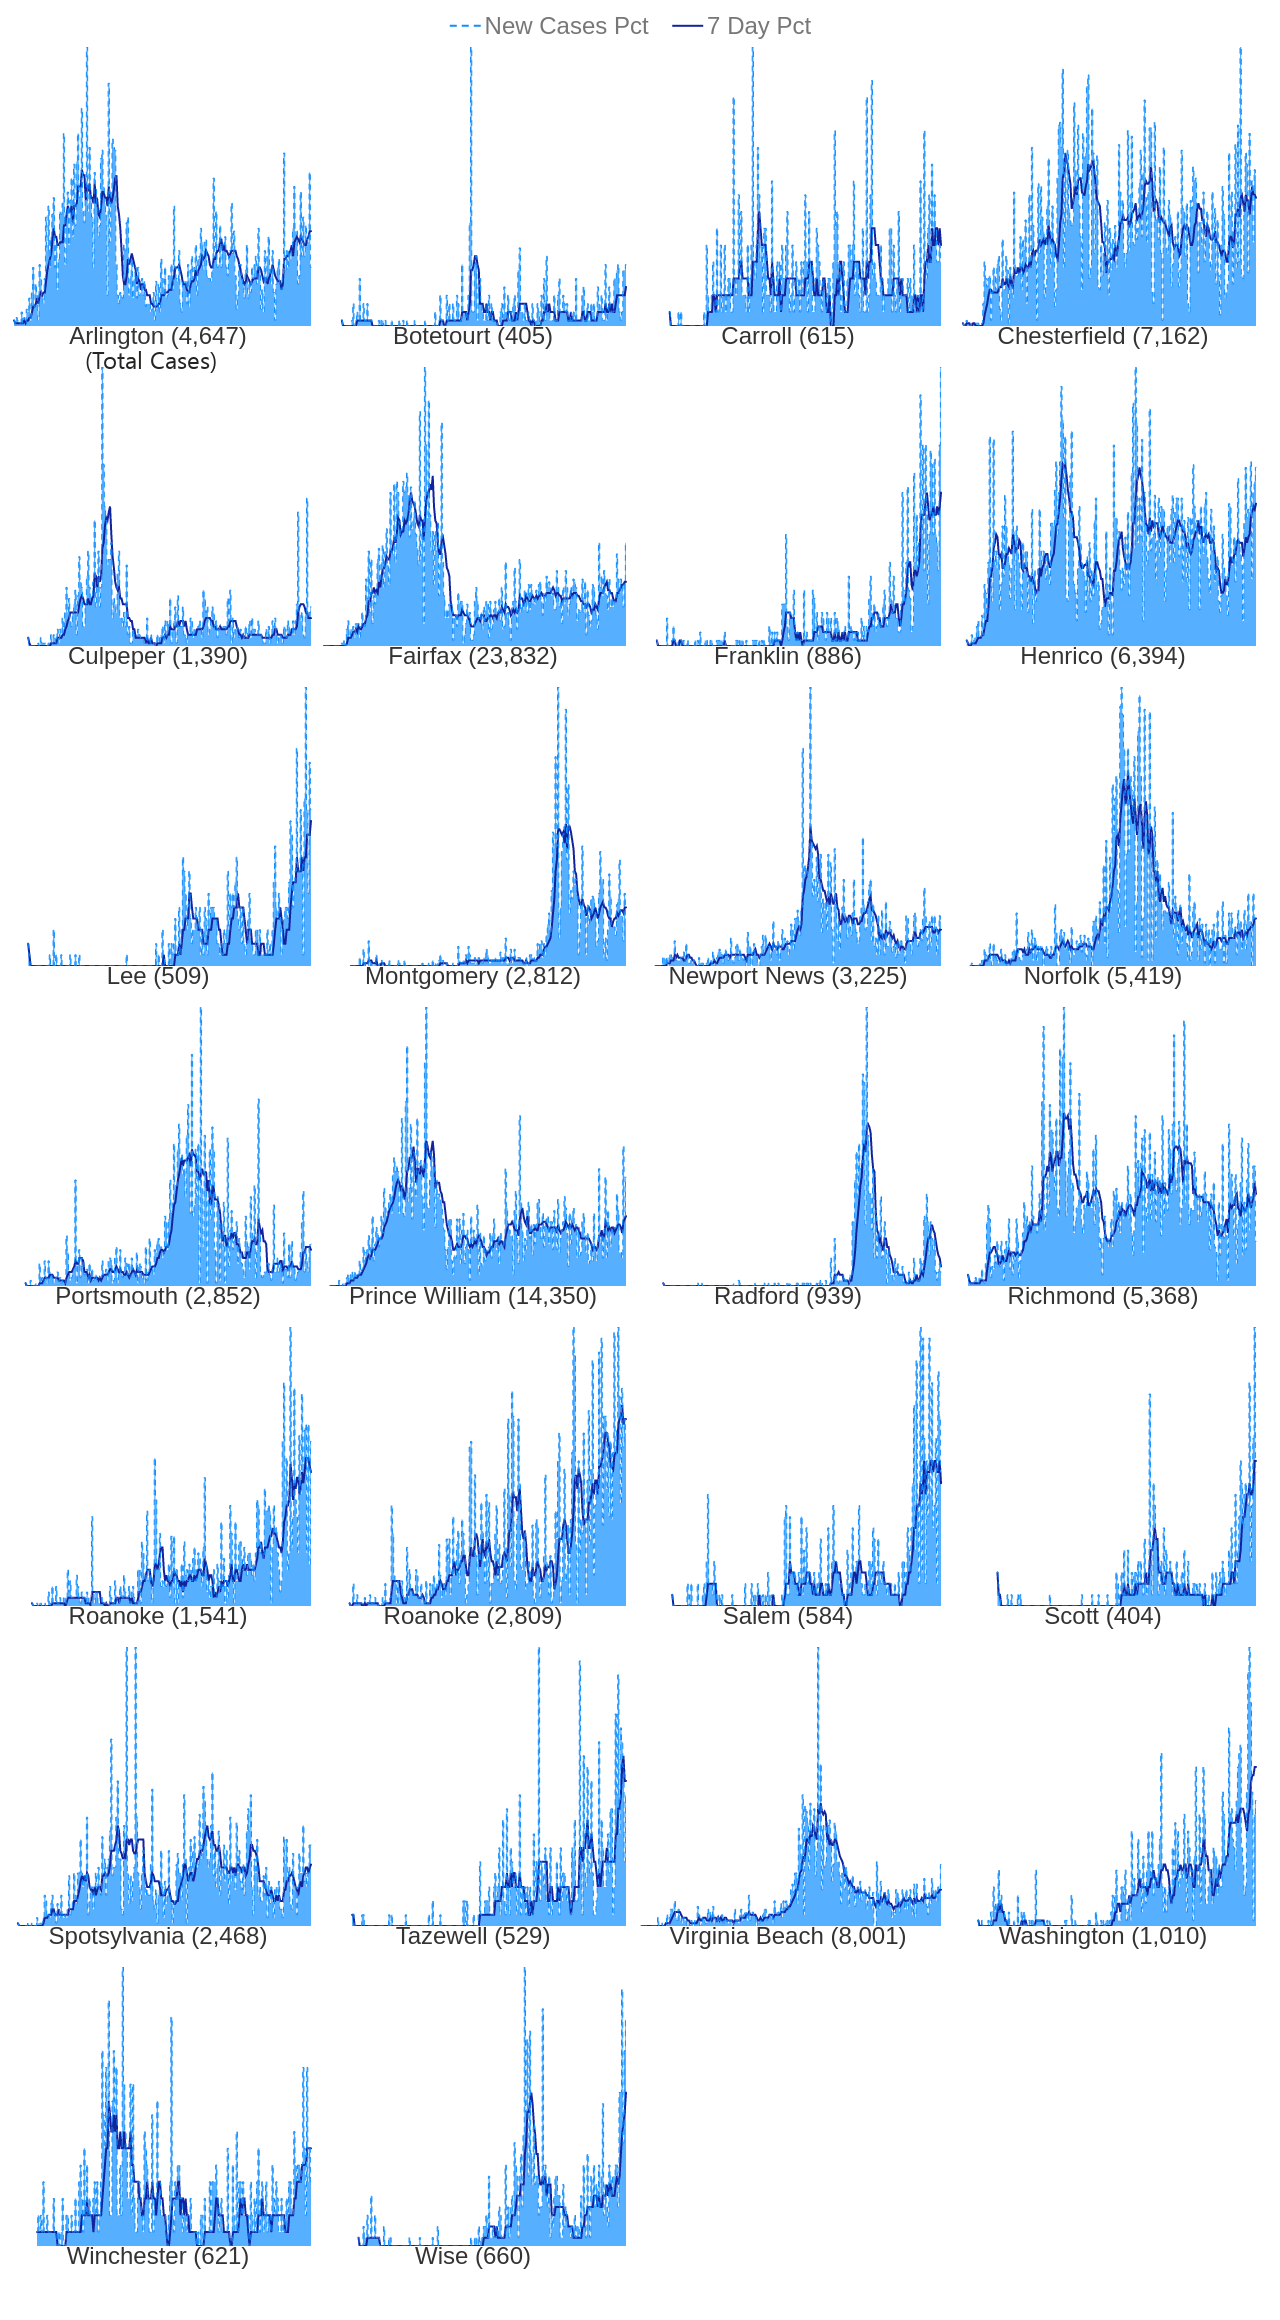 New Cases Pct 7 Day Pct
Arlington (4,647) Botetourt (405) Carroll (615) Chesterfield (7,162)
(Total Cases)
Culpeper (1,390) Fairfax (23,832) Franklin (886) Henrico (6,394)
Lee (509) Montgomery (2,812) Newport News (3,225) Norfolk (5,419)
Portsmouth (2,852) Prince William (14,350) Radford (939) Richmond (5,368)
Roanoke (1,541) Roanoke (2,809) Salem (584) Scott (404)
Spotsylvania (2,468) Tazewell (529) Virginia Beach (8,001) Washington (1,010)
Winchester (621) Wise (660)